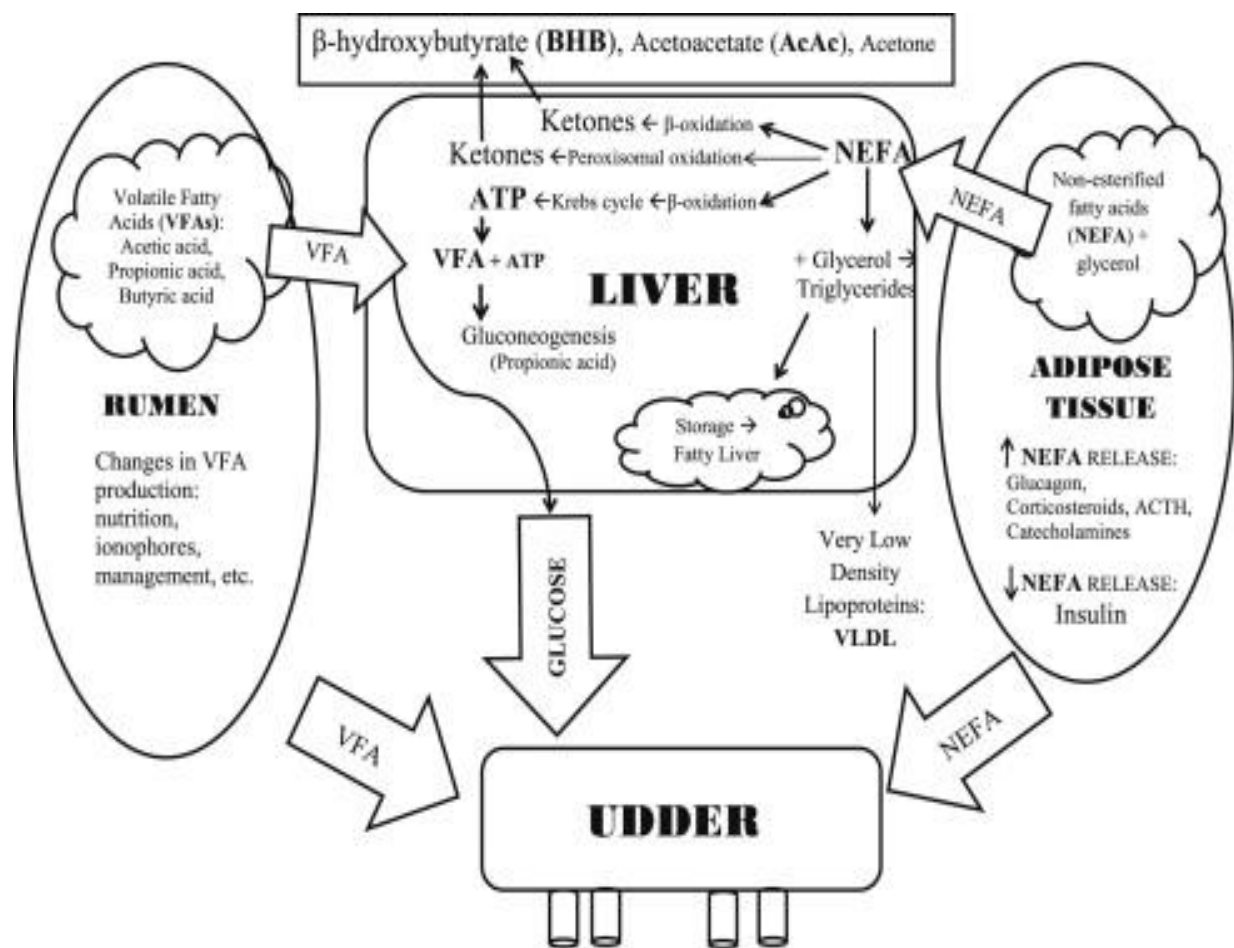 β-hydroxybutyrate (BHB), Acetoacetate (AcAc), Acetone
Volatile Fatty
Acids (VFAs):
Acetic acid,
Propionic acid,
Butyric acid
RUMEN
Changes in VFA
production:
nutrition,
ionophores,
management, etc.
VFA
Ketones ← β-oxidation
Ketones ←Peroxisomal oxidation
NEFA
ATP ←Krebs cycle ←β-oxidation
VFA + ATP
LIVER
Gluconeogenesis
(Propionic acid)
+ Glycerol →
Triglycerides
Storage →
Fatty Liver
Very Low
Density
Lipoproteins:
VLDL
NEFA
Non-esterified
fatty acids
(NEFA) +
glycerol
ADIPOSE
TISSUE
↑ NEFA RELEASE:
Glucagon,
Corticosteroids, ACTH,
Catecholamines
↓ NEFA RELEASE:
Insulin
GLUCOSE
VFA
NEFA
UDDER